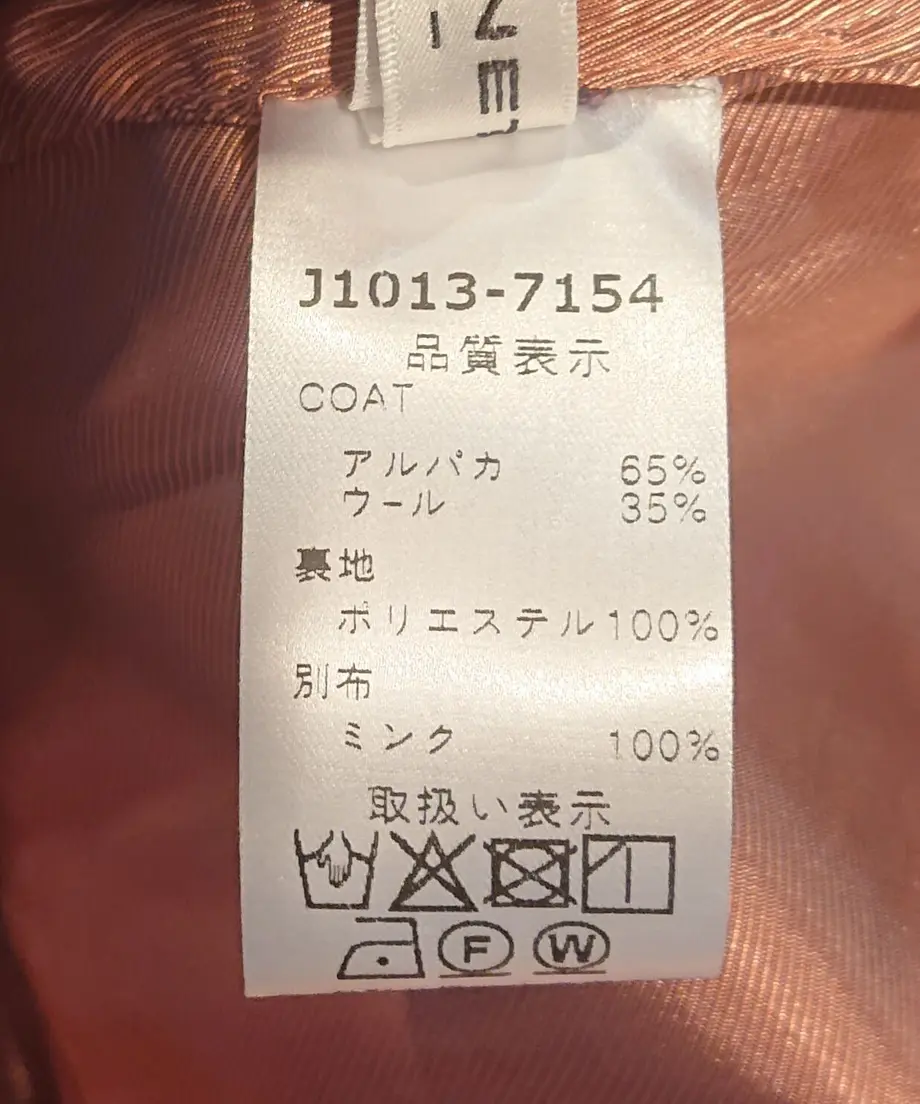 J1013-7154
品質表示
COAT
アルパカ 65%
ウール 35%
裏地
ポリエステル 100%
別布
ミンク 100%
取扱い表示
F W